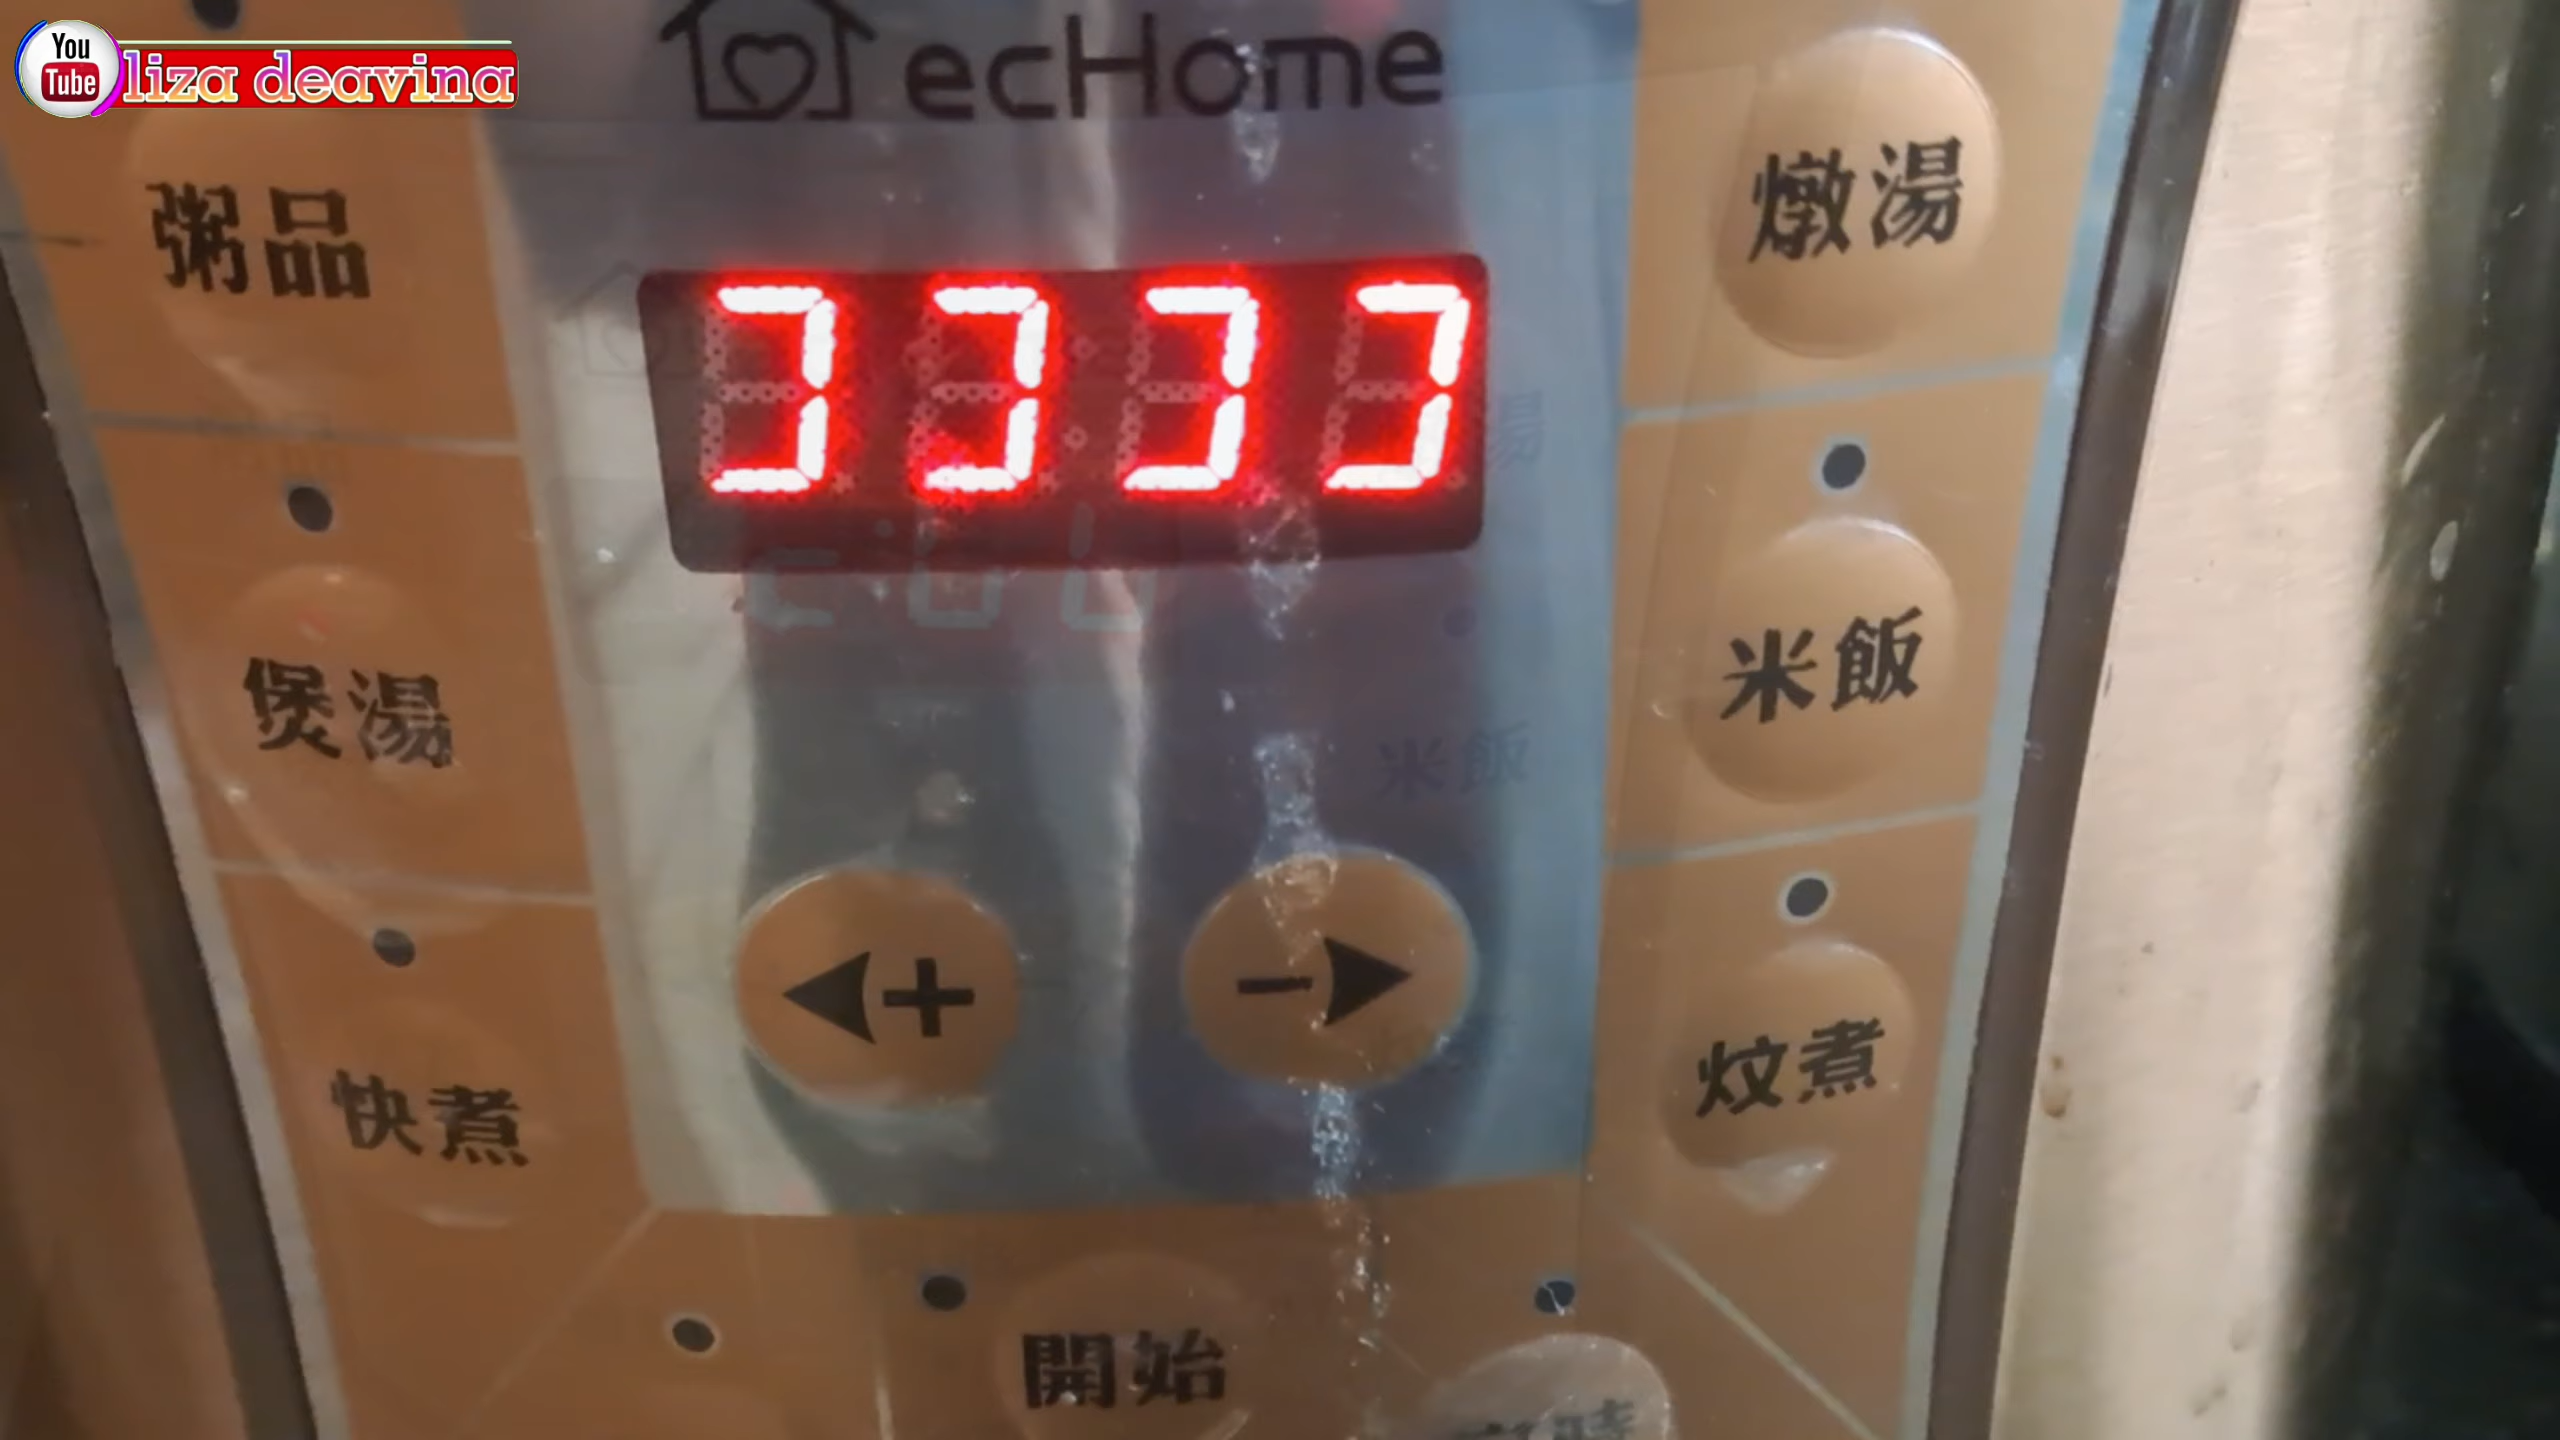 You
Tube
liza deavina
ecHome
粥品
燉湯
米飯
煲湯
◀+
-▶
炆煮
快煮
開始